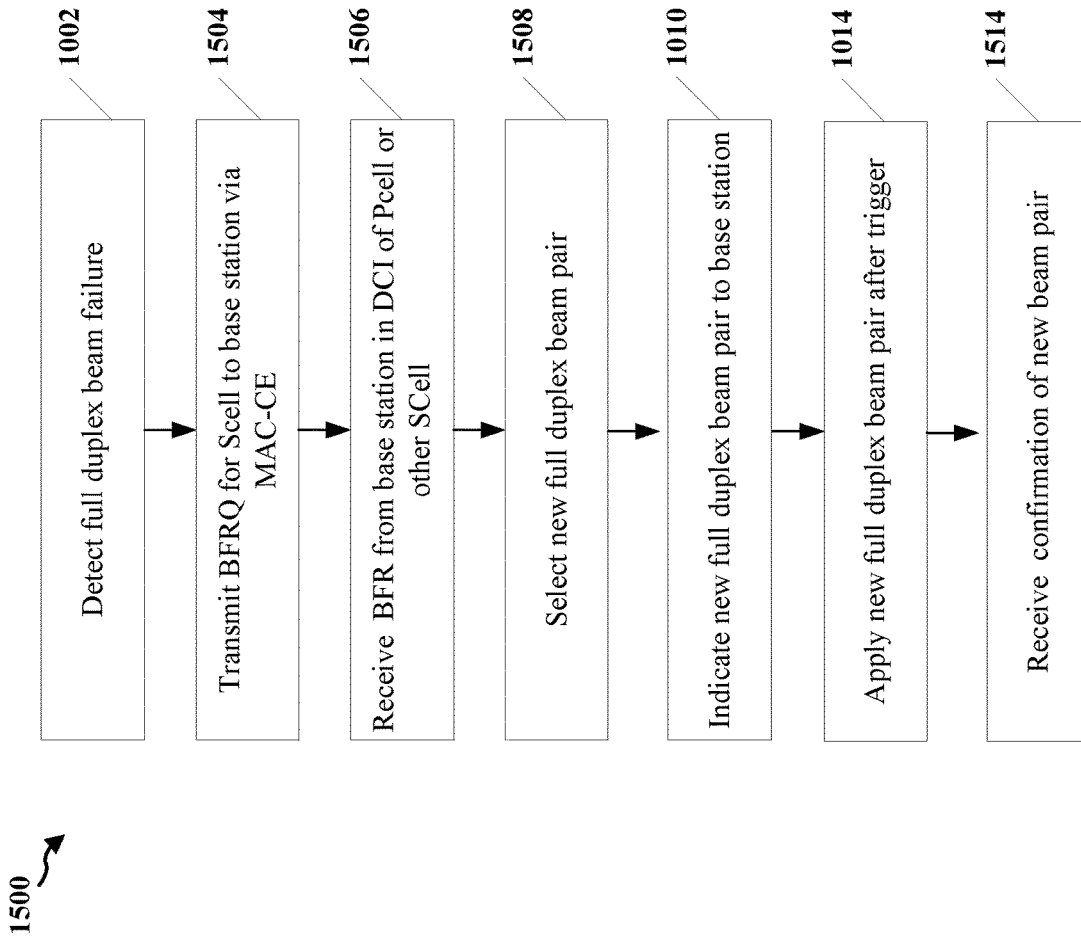 1500
Detect full duplex beam failure
1002
Transmit BFRQ for Scell to base station via
MAC-CE
1504
Receive BFR from base station in DCI of Pcell or
other SCell
1506
Select new full duplex beam pair
1508
Indicate new full duplex beam pair to base station
1010
Apply new full duplex beam pair after trigger
1014
Receive confirmation of new beam pair
1514